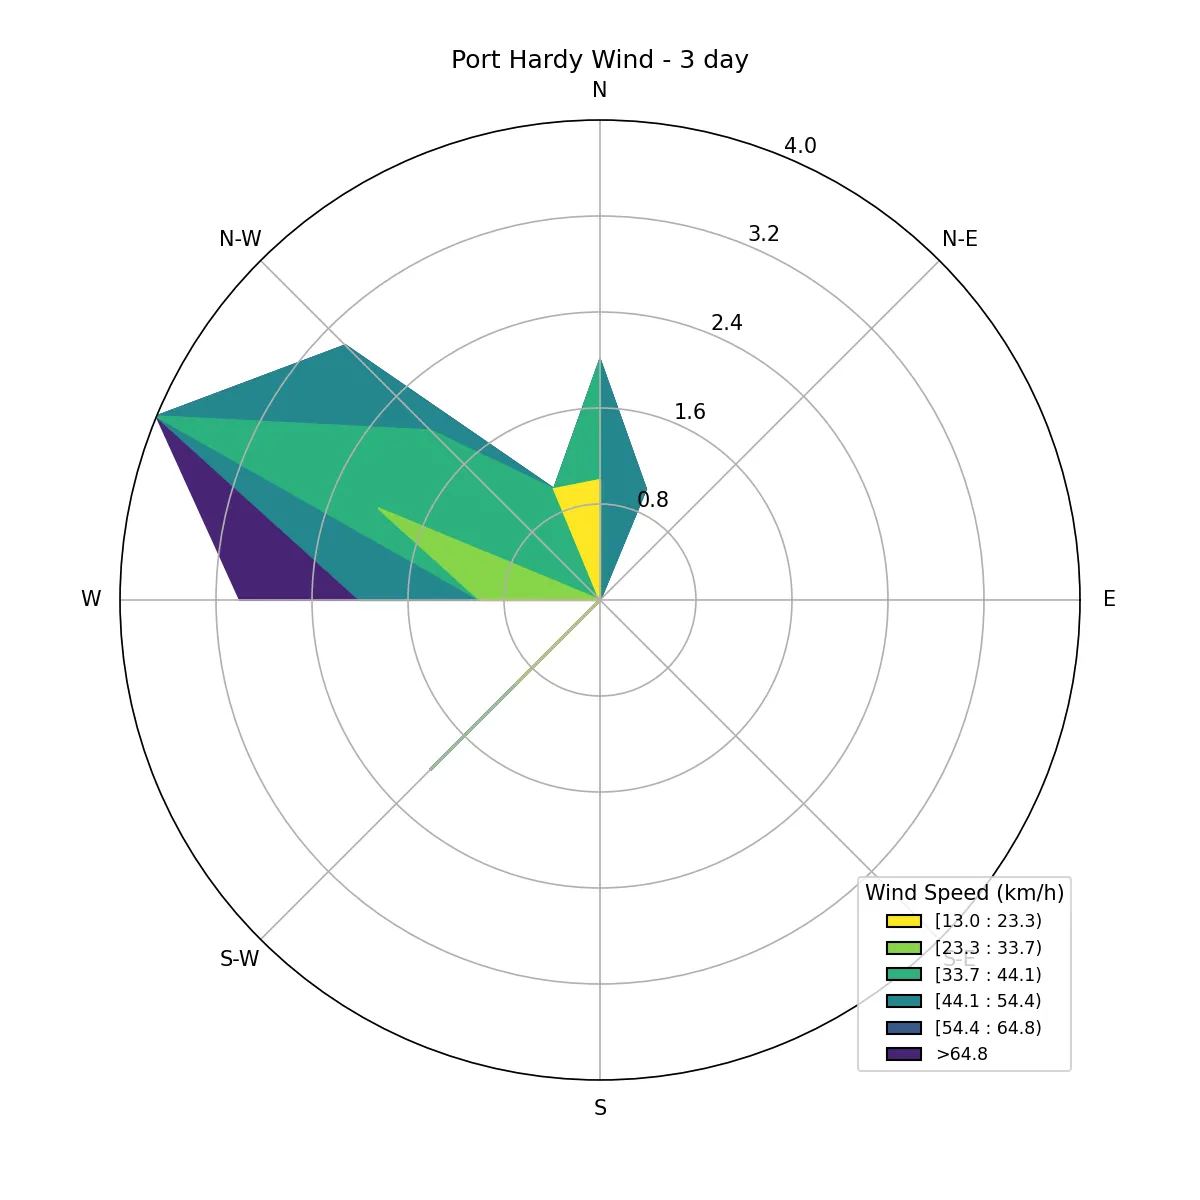 Port Hardy Wind - 3 day
N
4.0
N-W
3.2
N-E
2.4
1.6
0.8
W
E
S-W
S-E
S
Wind Speed (km/h)
[13.0 : 23.3)
[23.3 : 33.7)
[33.7 : 44.1)
[44.1 : 54.4)
[54.4 : 64.8)
>64.8